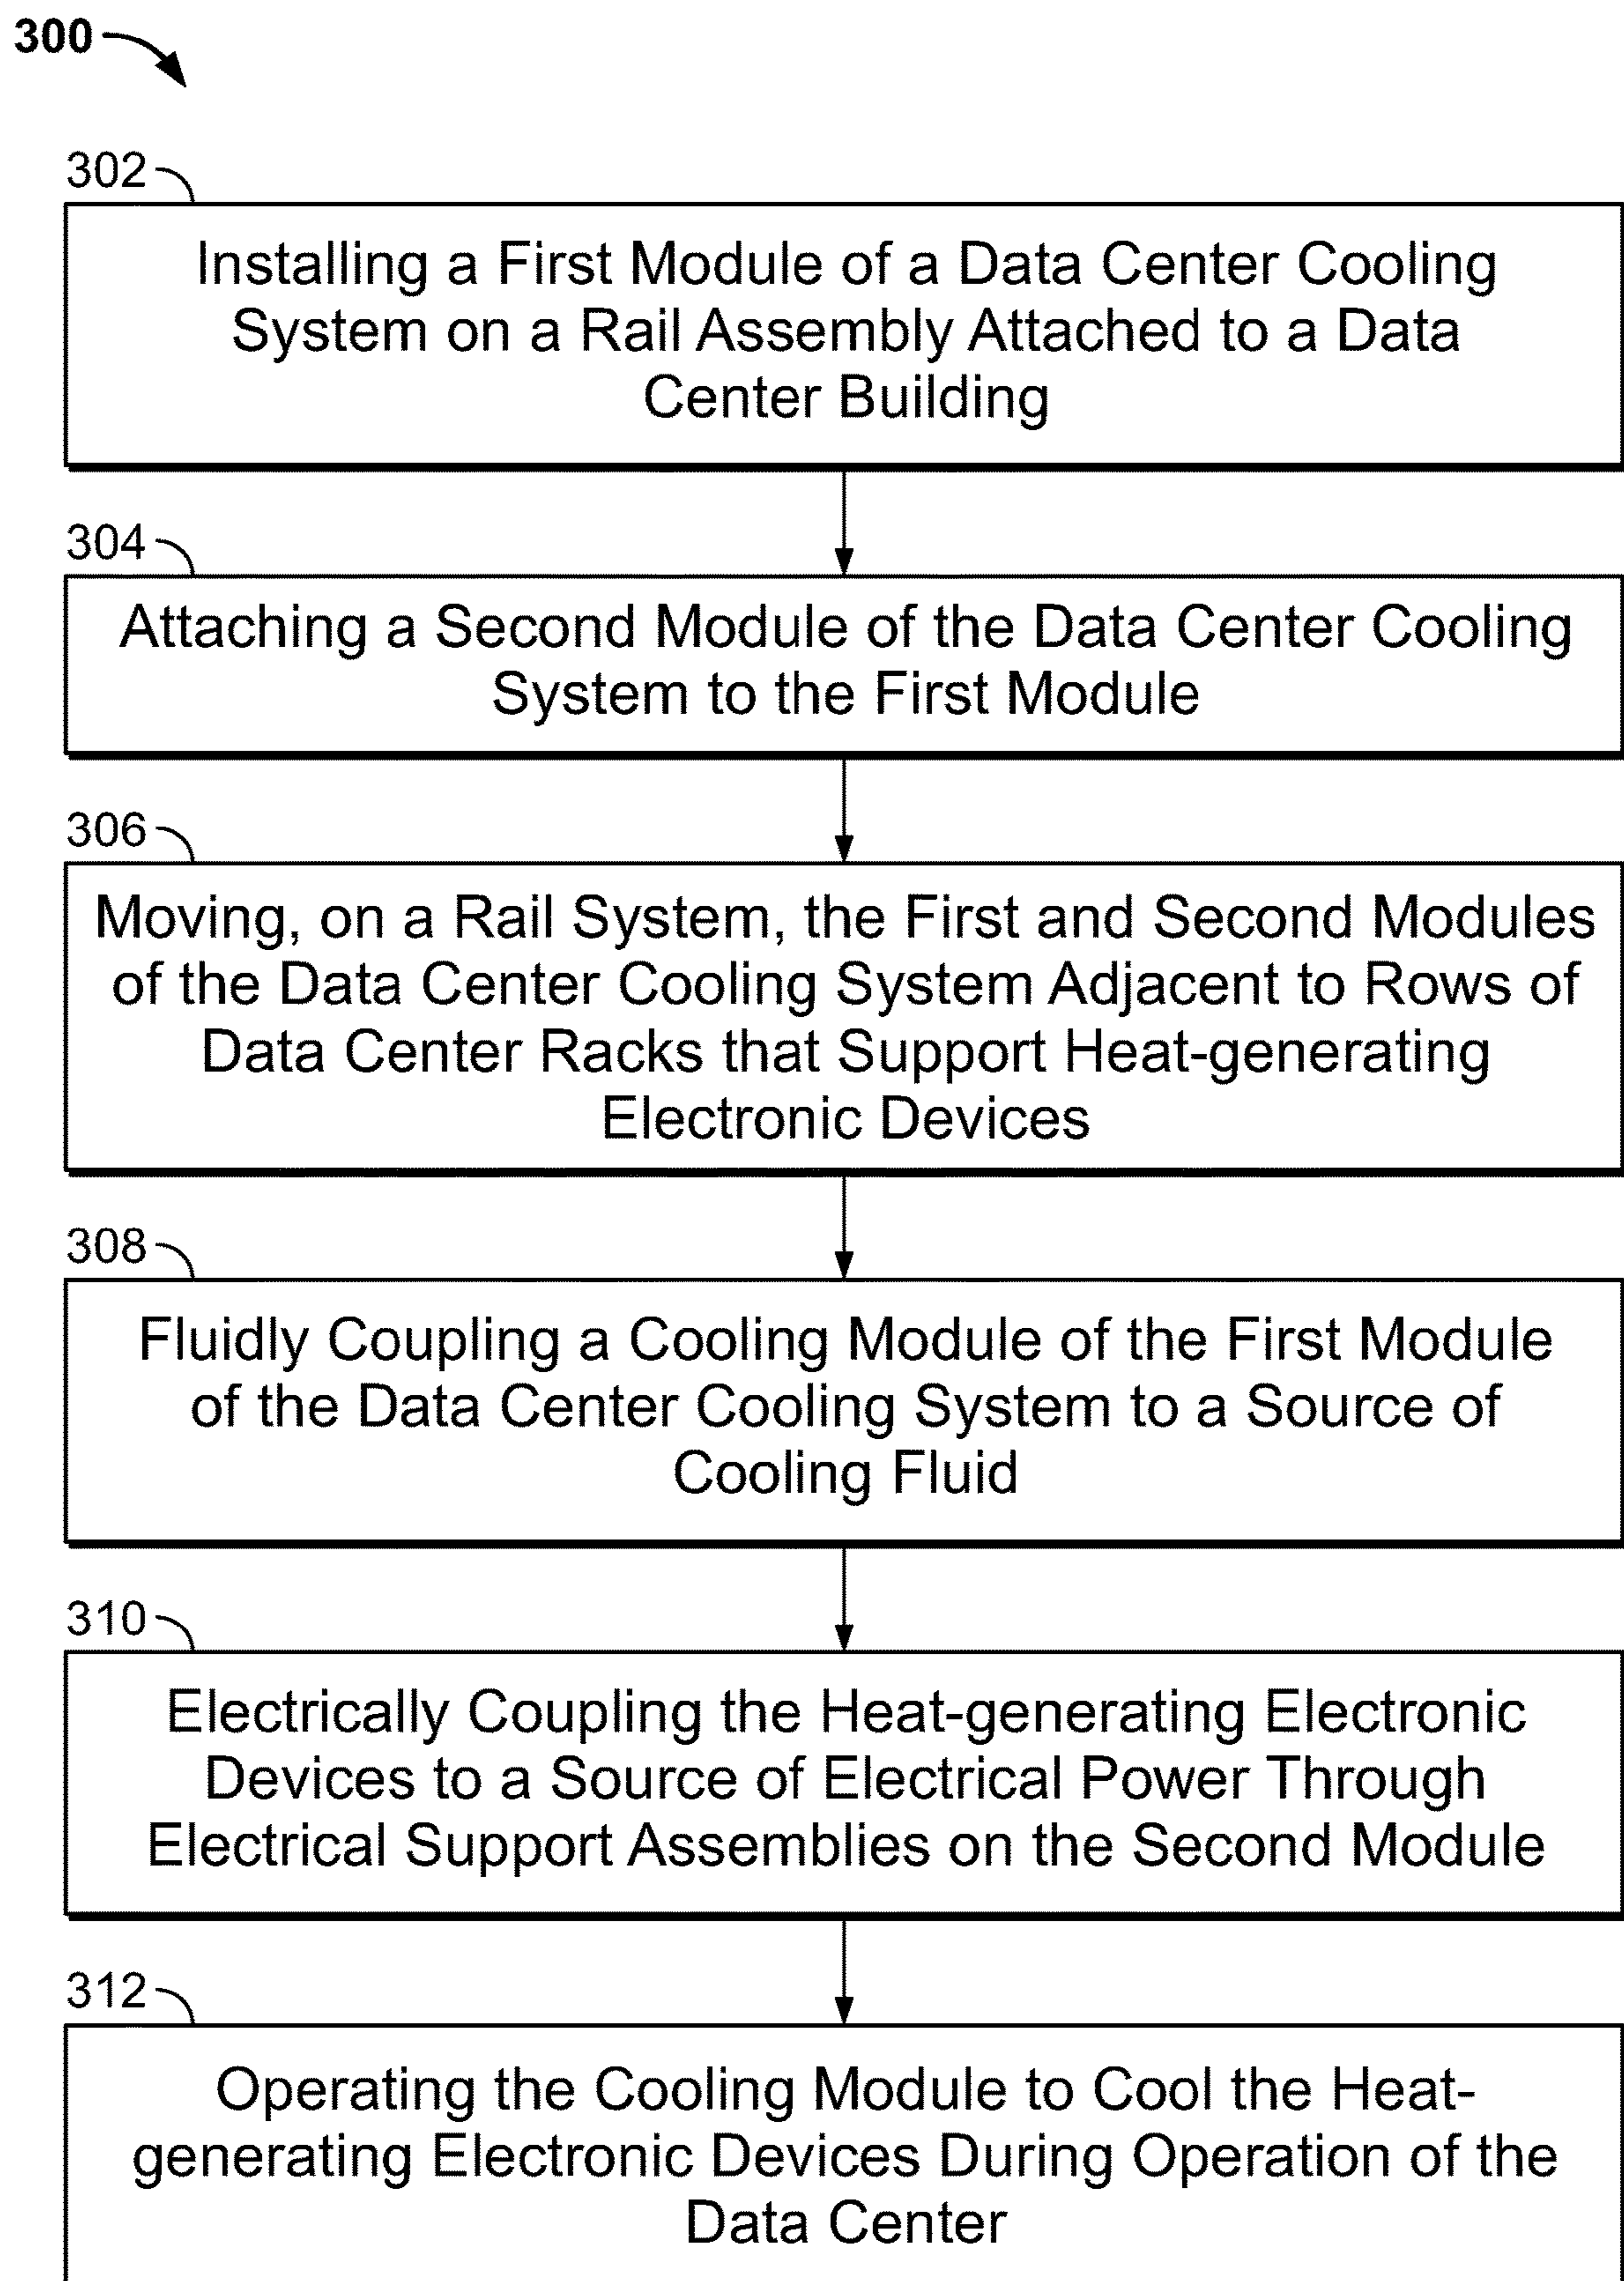 300
302
Installing a First Module of a Data Center Cooling
System on a Rail Assembly Attached to a Data
Center Building
304
Attaching a Second Module of the Data Center Cooling
System to the First Module
306
Moving, on a Rail System, the First and Second Modules
of the Data Center Cooling System Adjacent to Rows of
Data Center Racks that Support Heat-generating
Electronic Devices
308
Fluidly Coupling a Cooling Module of the First Module
of the Data Center Cooling System to a Source of
Cooling Fluid
310
Electrically Coupling the Heat-generating Electronic
Devices to a Source of Electrical Power Through
Electrical Support Assemblies on the Second Module
312
Operating the Cooling Module to Cool the Heat-
generating Electronic Devices During Operation of the
Data Center